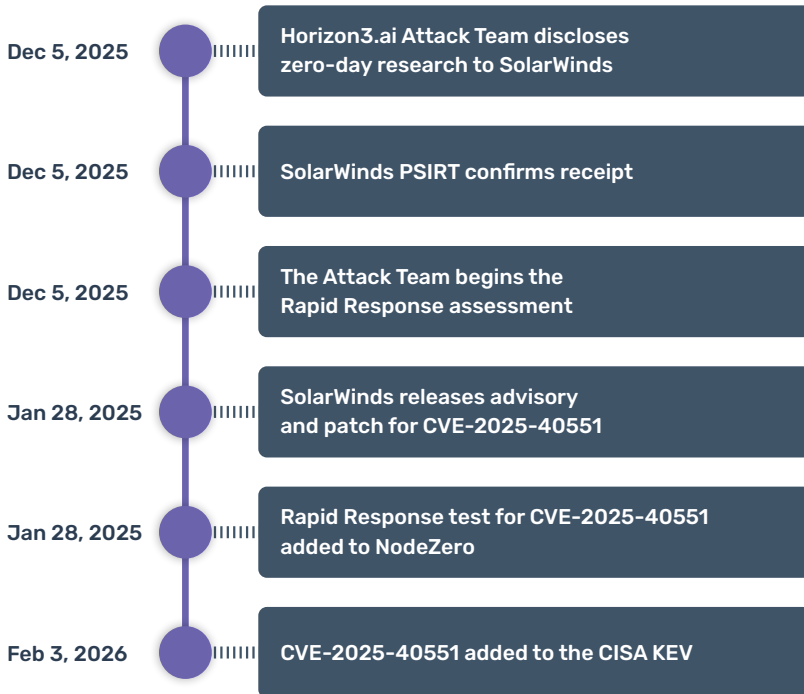 Dec 5, 2025
Horizon3.ai Attack Team discloses
zero-day research to SolarWinds
Dec 5, 2025
SolarWinds PSIRT confirms receipt
Dec 5, 2025
The Attack Team begins the
Rapid Response assessment
Jan 28, 2025
SolarWinds releases advisory
and patch for CVE-2025-40551
Jan 28, 2025
Rapid Response test for CVE-2025-40551
added to NodeZero
Feb 3, 2026
CVE-2025-40551 added to the CISA KEV